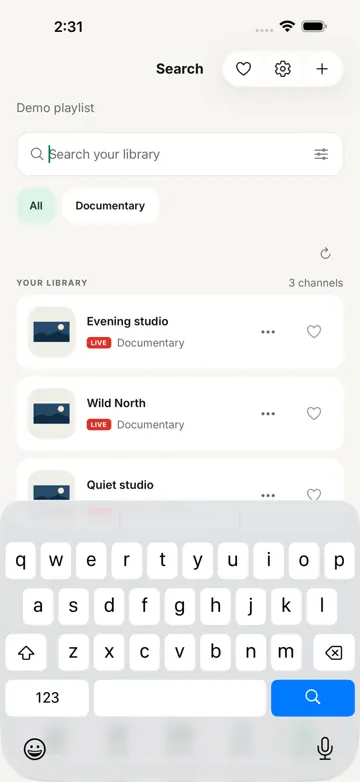 2:31
Search
Demo playlist
Search your library
All
Documentary
YOUR LIBRARY
3 channels
Evening studio
LIVE Documentary
Wild North
LIVE Documentary
Quiet studio
q w e r t y u i o p
a s d f g h j k l
z x c v b n m
123